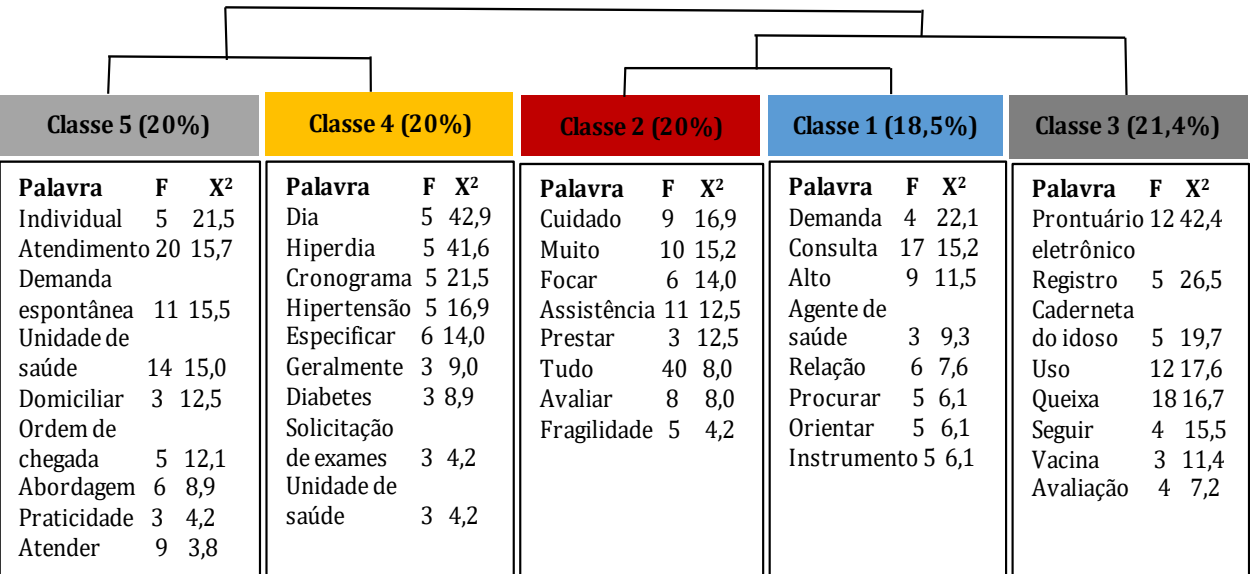 Classe 5 (20%)
Palavra F X²
Individual 5 21,5
Atendimento 20 15,7
Demanda
espontânea 11 15,5
Unidade de
saúde 14 15,0
Domiciliar 3 12,5
Ordem de
chegada 5 12,1
Abordagem 6 8,9
Praticidade 3 4,2
Atender 9 3,8
Classe 4 (20%)
Palavra F X²
Dia 5 42,9
Hiperdia 5 41,6
Cronograma 5 21,5
Hipertensão 5 16,9
Especificar 6 14,0
Geralmente 3 9,0
Diabetes 3 8,9
Solicitação
de exames 3 4,2
Unidade de
saúde 3 4,2
Classe 2 (20%)
Palavra F X²
Cuidado 9 16,9
Muito 10 15,2
Focar 6 14,0
Assistência 11 12,5
Prestar 3 12,5
Tudo 40 8,0
Avaliar 8 8,0
Fragilidade 5 4,2
Classe 1 (18,5%)
Palavra F X²
Demanda 4 22,1
Consulta 17 15,2
Alto 9 11,5
Agente de
saúde 3 9,3
Relação 6 7,6
Procurar 5 6,1
Orientar 5 6,1
Instrumento 5 6,1
Classe 3 (21,4%)
Palavra F X²
Prontuário 12 42,4
eletrônico
Registro 5 26,5
Caderneta
do idoso 5 19,7
Uso 12 17,6
Queixa 18 16,7
Seguir 4 15,5
Vacina 3 11,4
Avaliação 4 7,2